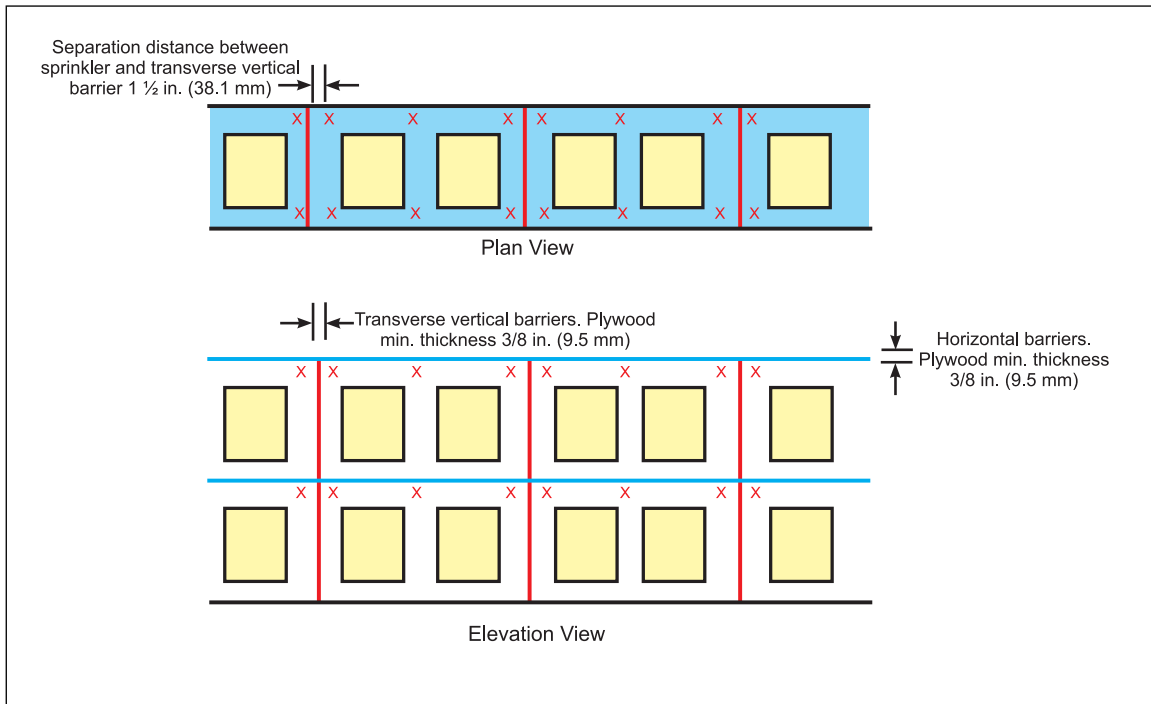 Separation distance between
sprinkler and transverse vertical
barrier 1 ½ in. (38.1 mm)
X X X X X X X X
X X X X X X X X
Plan View
Transverse vertical barriers. Plywood
min. thickness 3/8 in. (9.5 mm)
Horizontal barriers.
Plywood min. thickness
3/8 in. (9.5 mm)
X X X X X X X X
X X X X X X X X
Elevation View